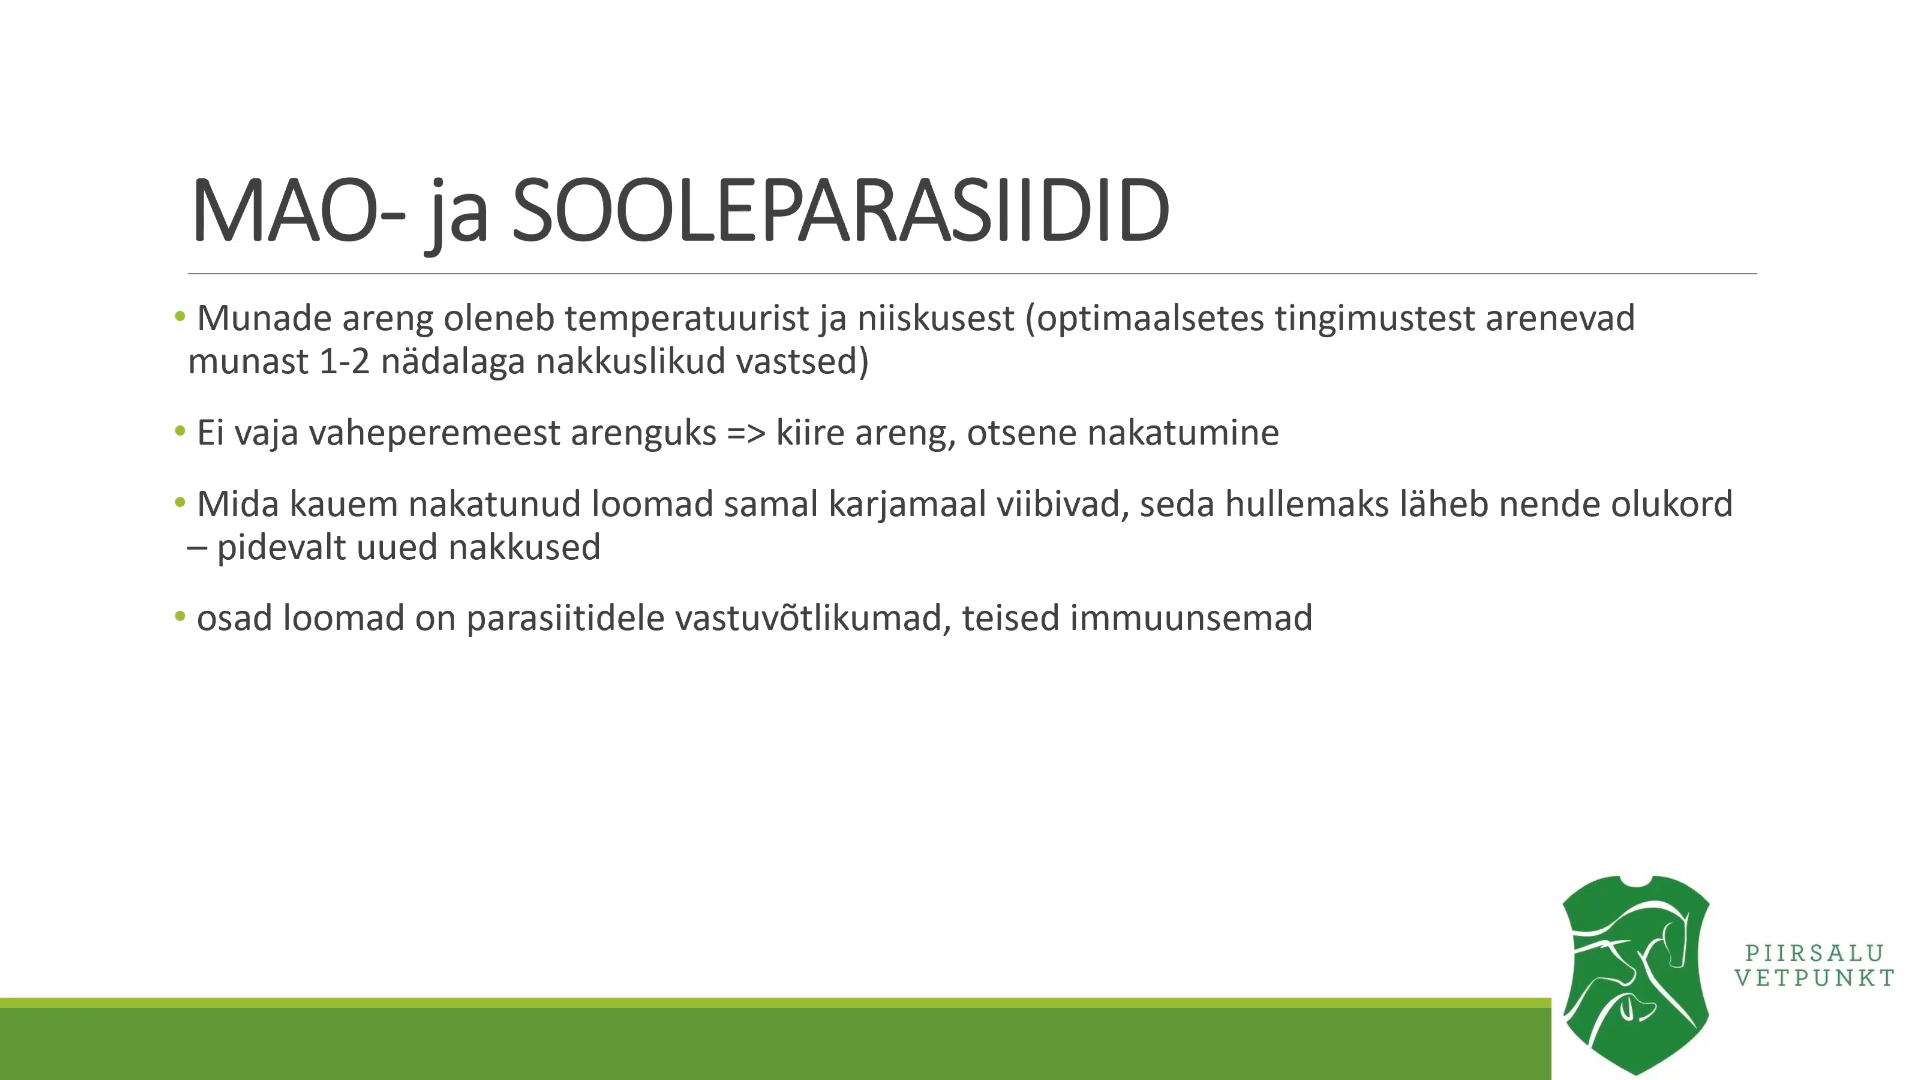 MAO- ja SOOLEPARASIIDID
• Munade areng oleneb temperatuurist ja niiskusest (optimaalsetes tingimustest arenevad
munast 1-2 nädalaga nakkuslikud vastsed)
• Ei vaja vaheperemeest arenguks => kiire areng, otsene nakatumine
• Mida kauem nakatunud loomad samal karjamaal viibivad, seda hullemaks läheb nende olukord
– pidevalt uued nakkused
• osad loomad on parasiitidele vastuvõtlikumad, teised immuunsemad
PIIRSALU
VETPUNKT